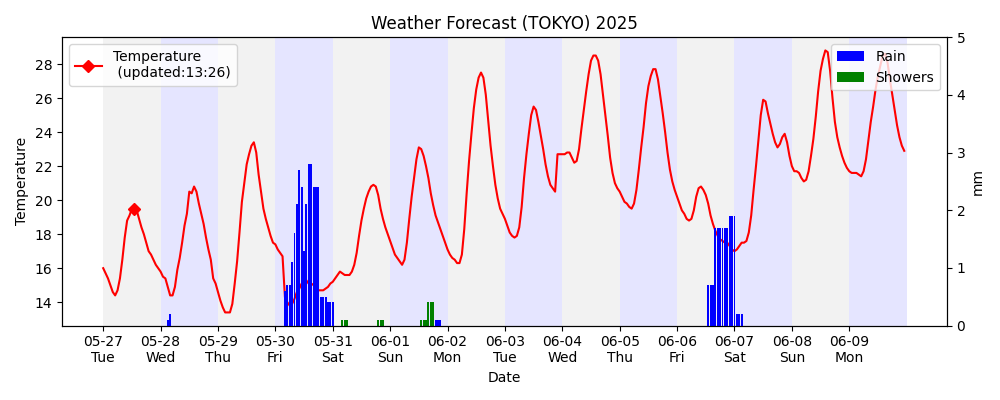 Weather Forecast (TOKYO) 2025
Temperature
(updated:13:26)
Rain
Showers
Temperature
28
26
24
22
20
18
16
14
5
4
3
2
1
0
mm
05-27 05-28 05-29 05-30 05-31 06-01 06-02 06-03 06-04 06-05 06-06 06-07 06-08 06-09
Tue Wed Thu Fri Sat Sun Mon Tue Wed Thu Fri Sat Sun Mon
Date